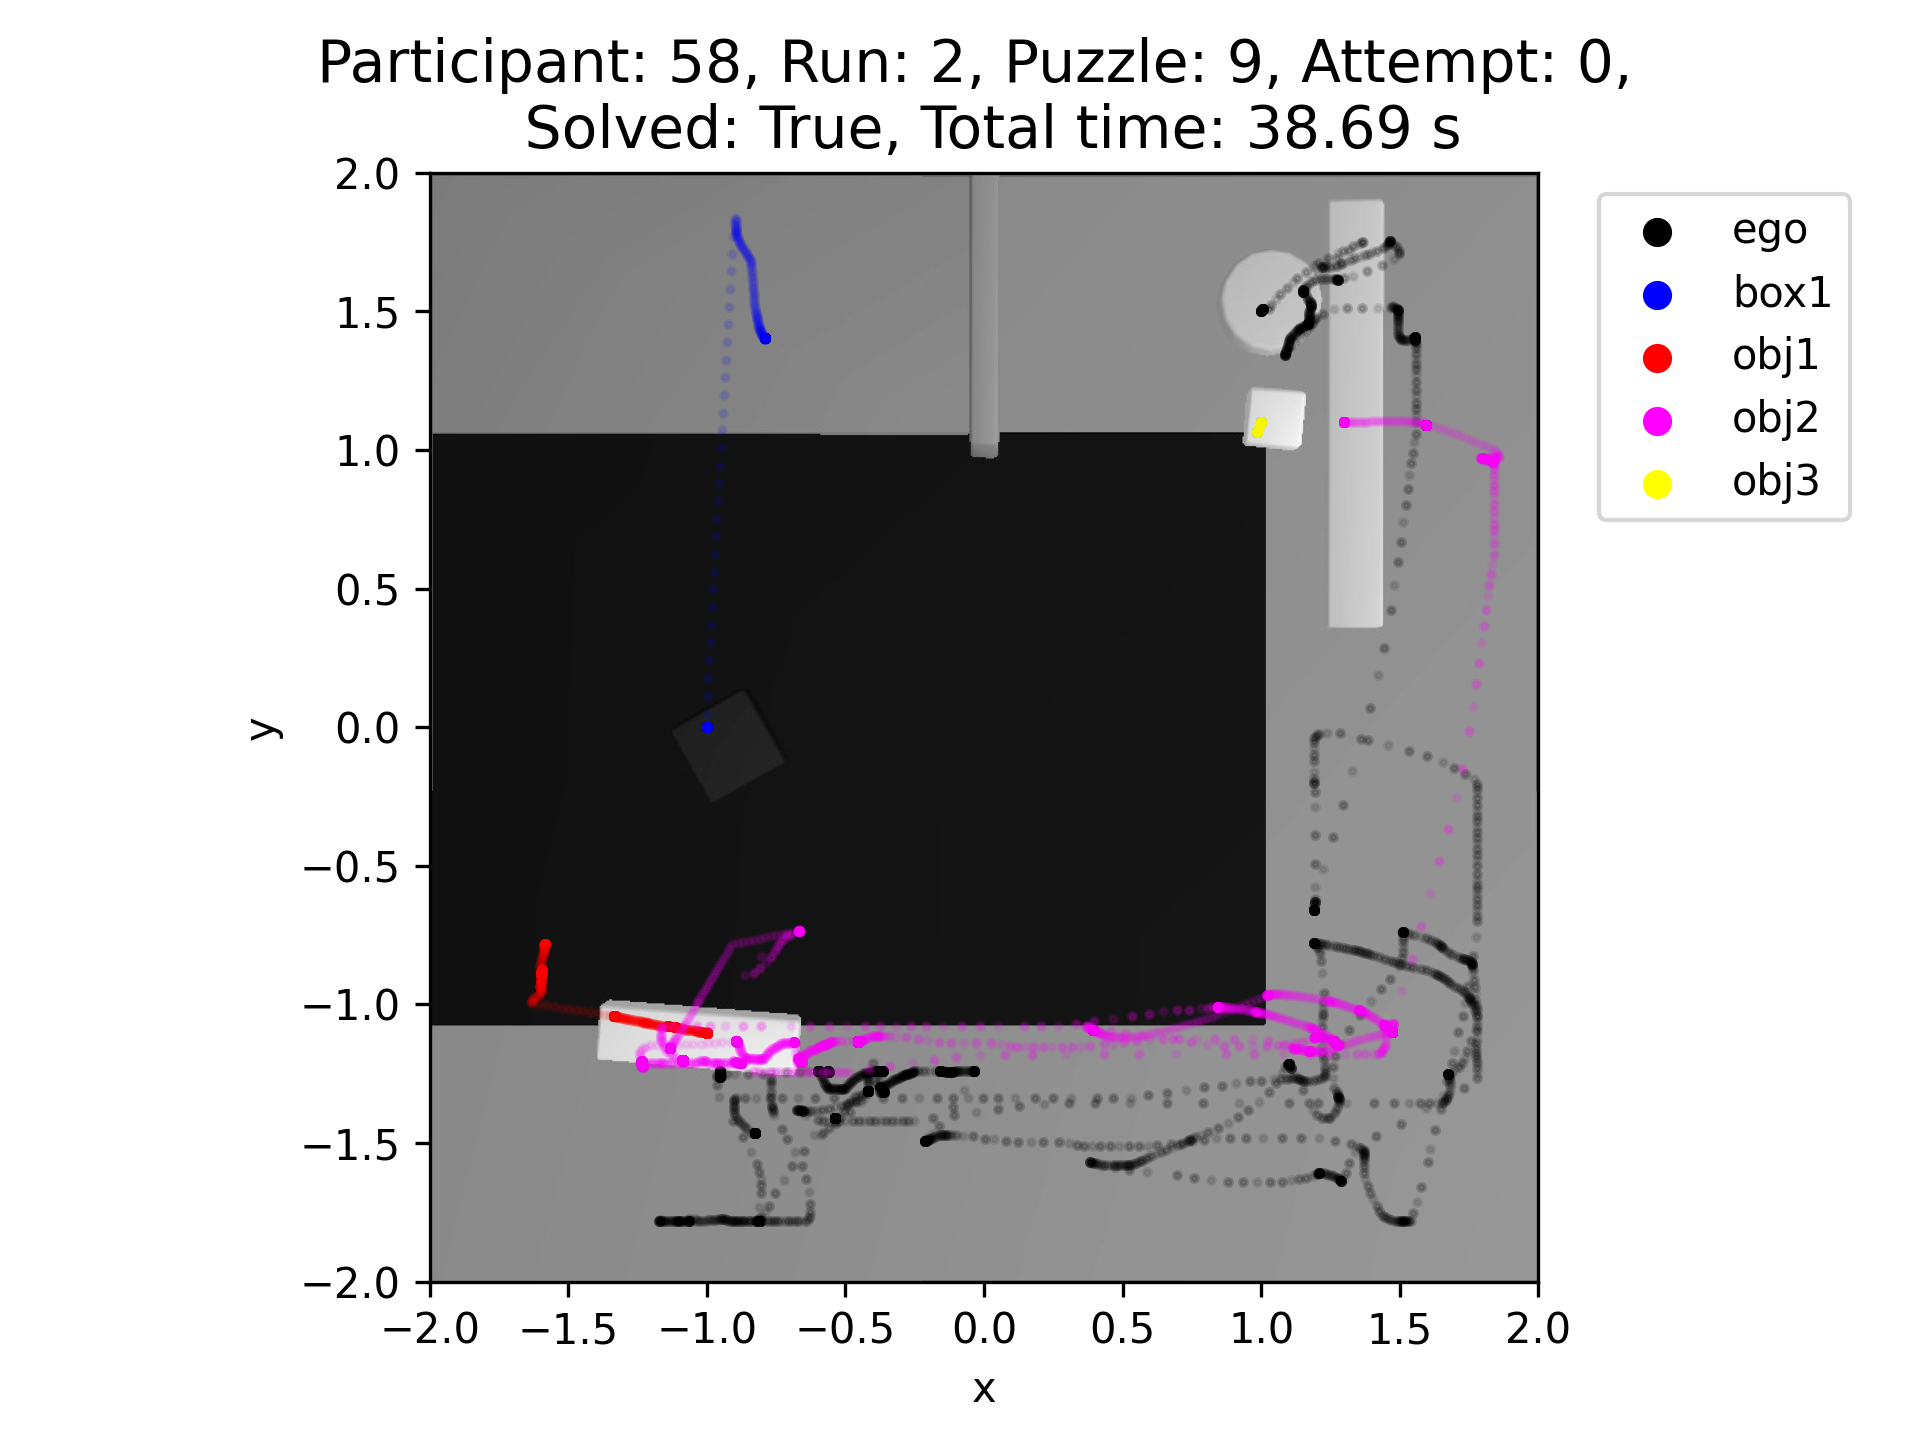 Participant: 58, Run: 2, Puzzle: 9, Attempt: 0,
Solved: True, Total time: 38.69 s
2.0
1.5
1.0
0.5
0.0
−0.5
−1.0
−1.5
−2.0
y
−2.0 −1.5 −1.0 −0.5 0.0 0.5 1.0 1.5 2.0
x
ego
box1
obj1
obj2
obj3